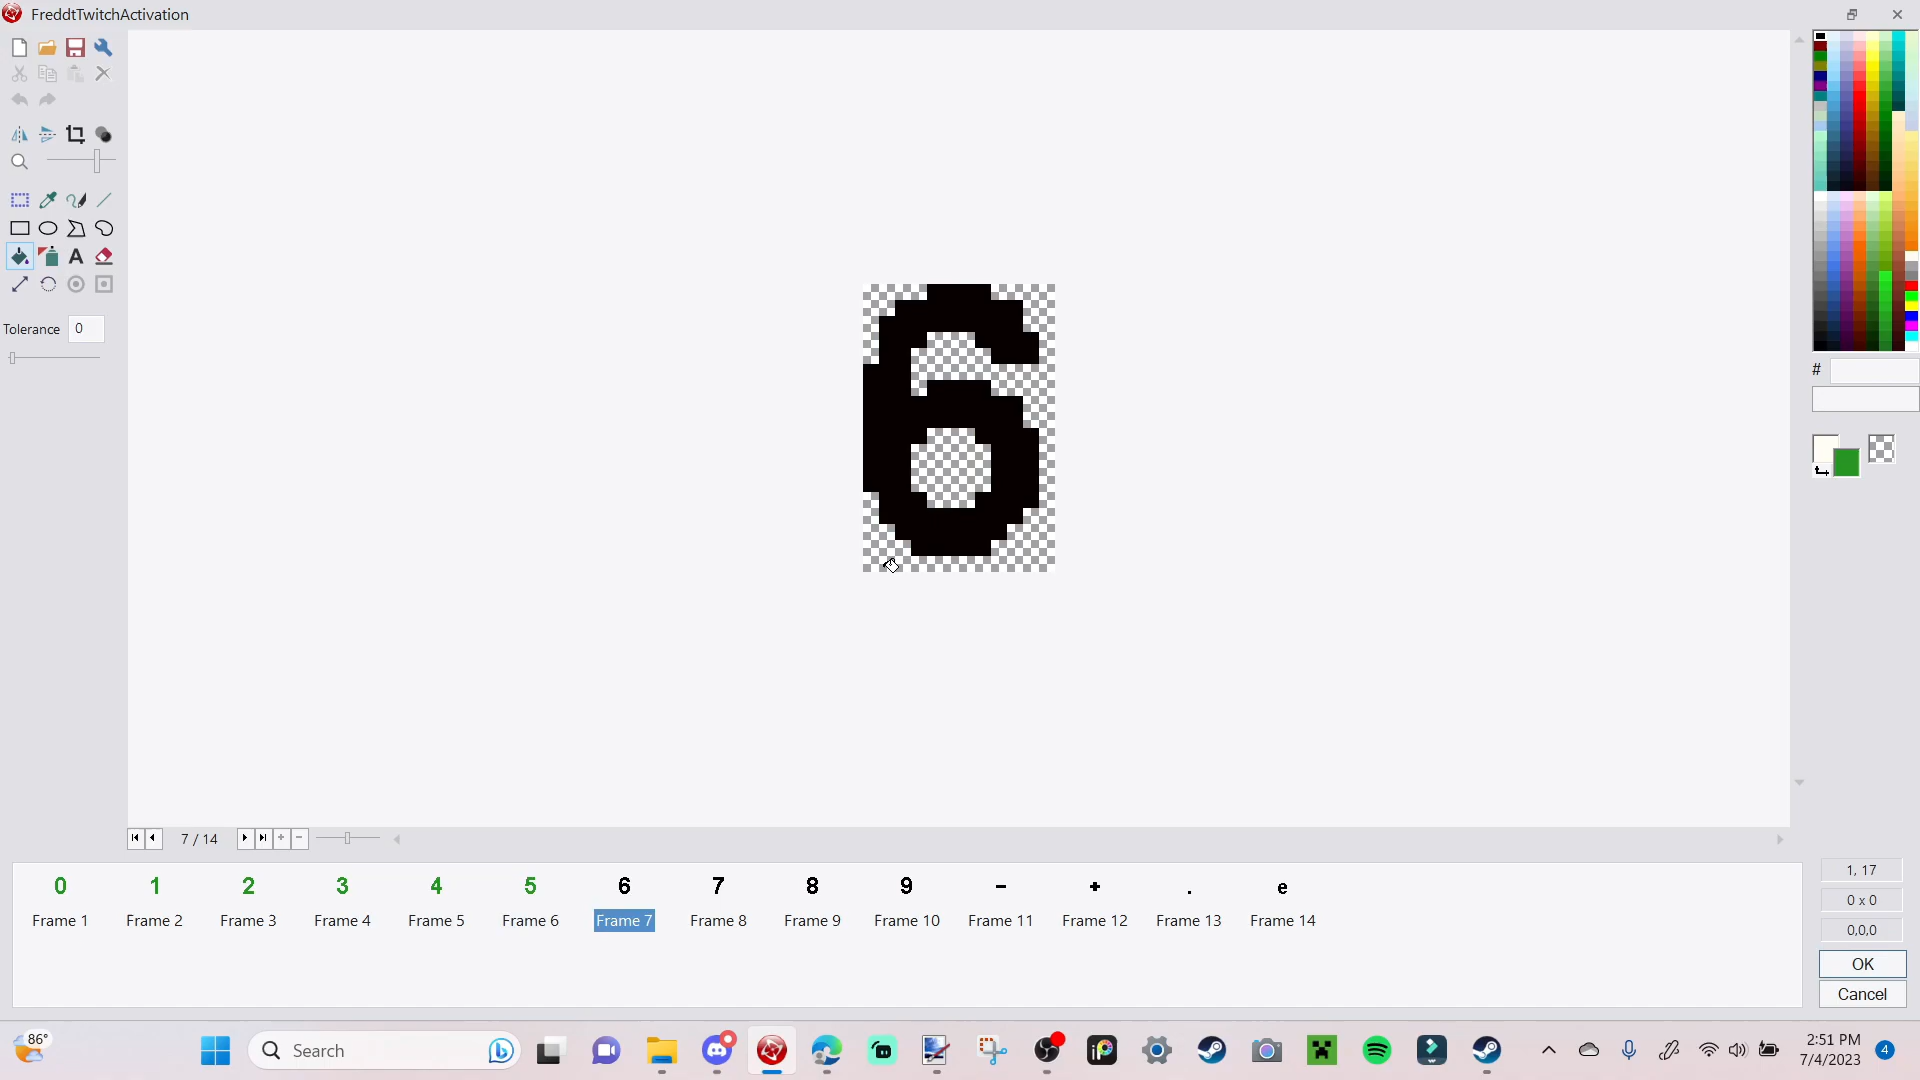 FreddtTwitchActivation
A
Tolerance 0
#
6
7 / 14
0 1 2 3 4 5 6 7 8 9 - + . e
Frame 1 Frame 2 Frame 3 Frame 4 Frame 5 Frame 6 Frame 7 Frame 8 Frame 9 Frame 10 Frame 11 Frame 12 Frame 13 Frame 14
1, 17
0 x 0
0,0,0
OK
Cancel
86°
Search
2:51 PM
7/4/2023
4